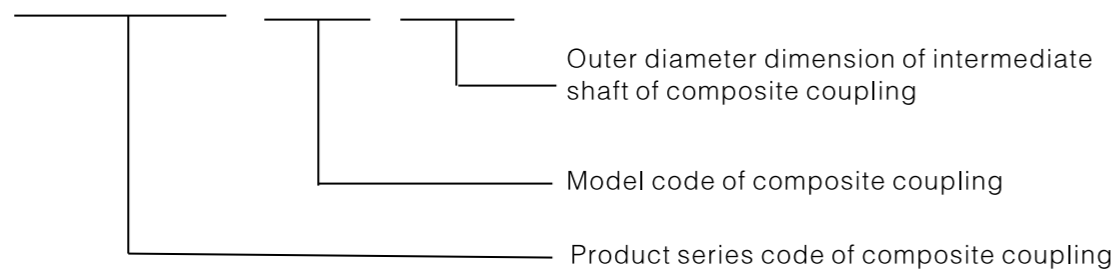 Outer diameter dimension of intermediate
shaft of composite coupling
Model code of composite coupling
Product series code of composite coupling